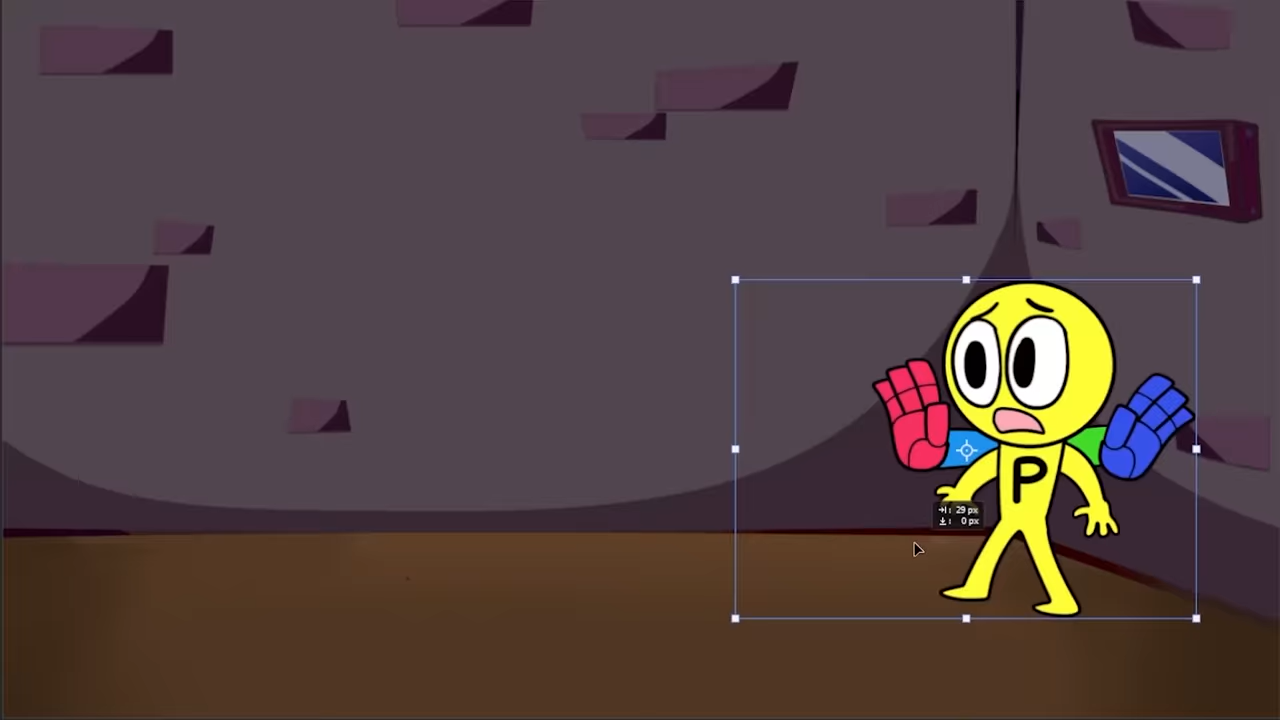 P
→I : 29 px
↓ : 0 px